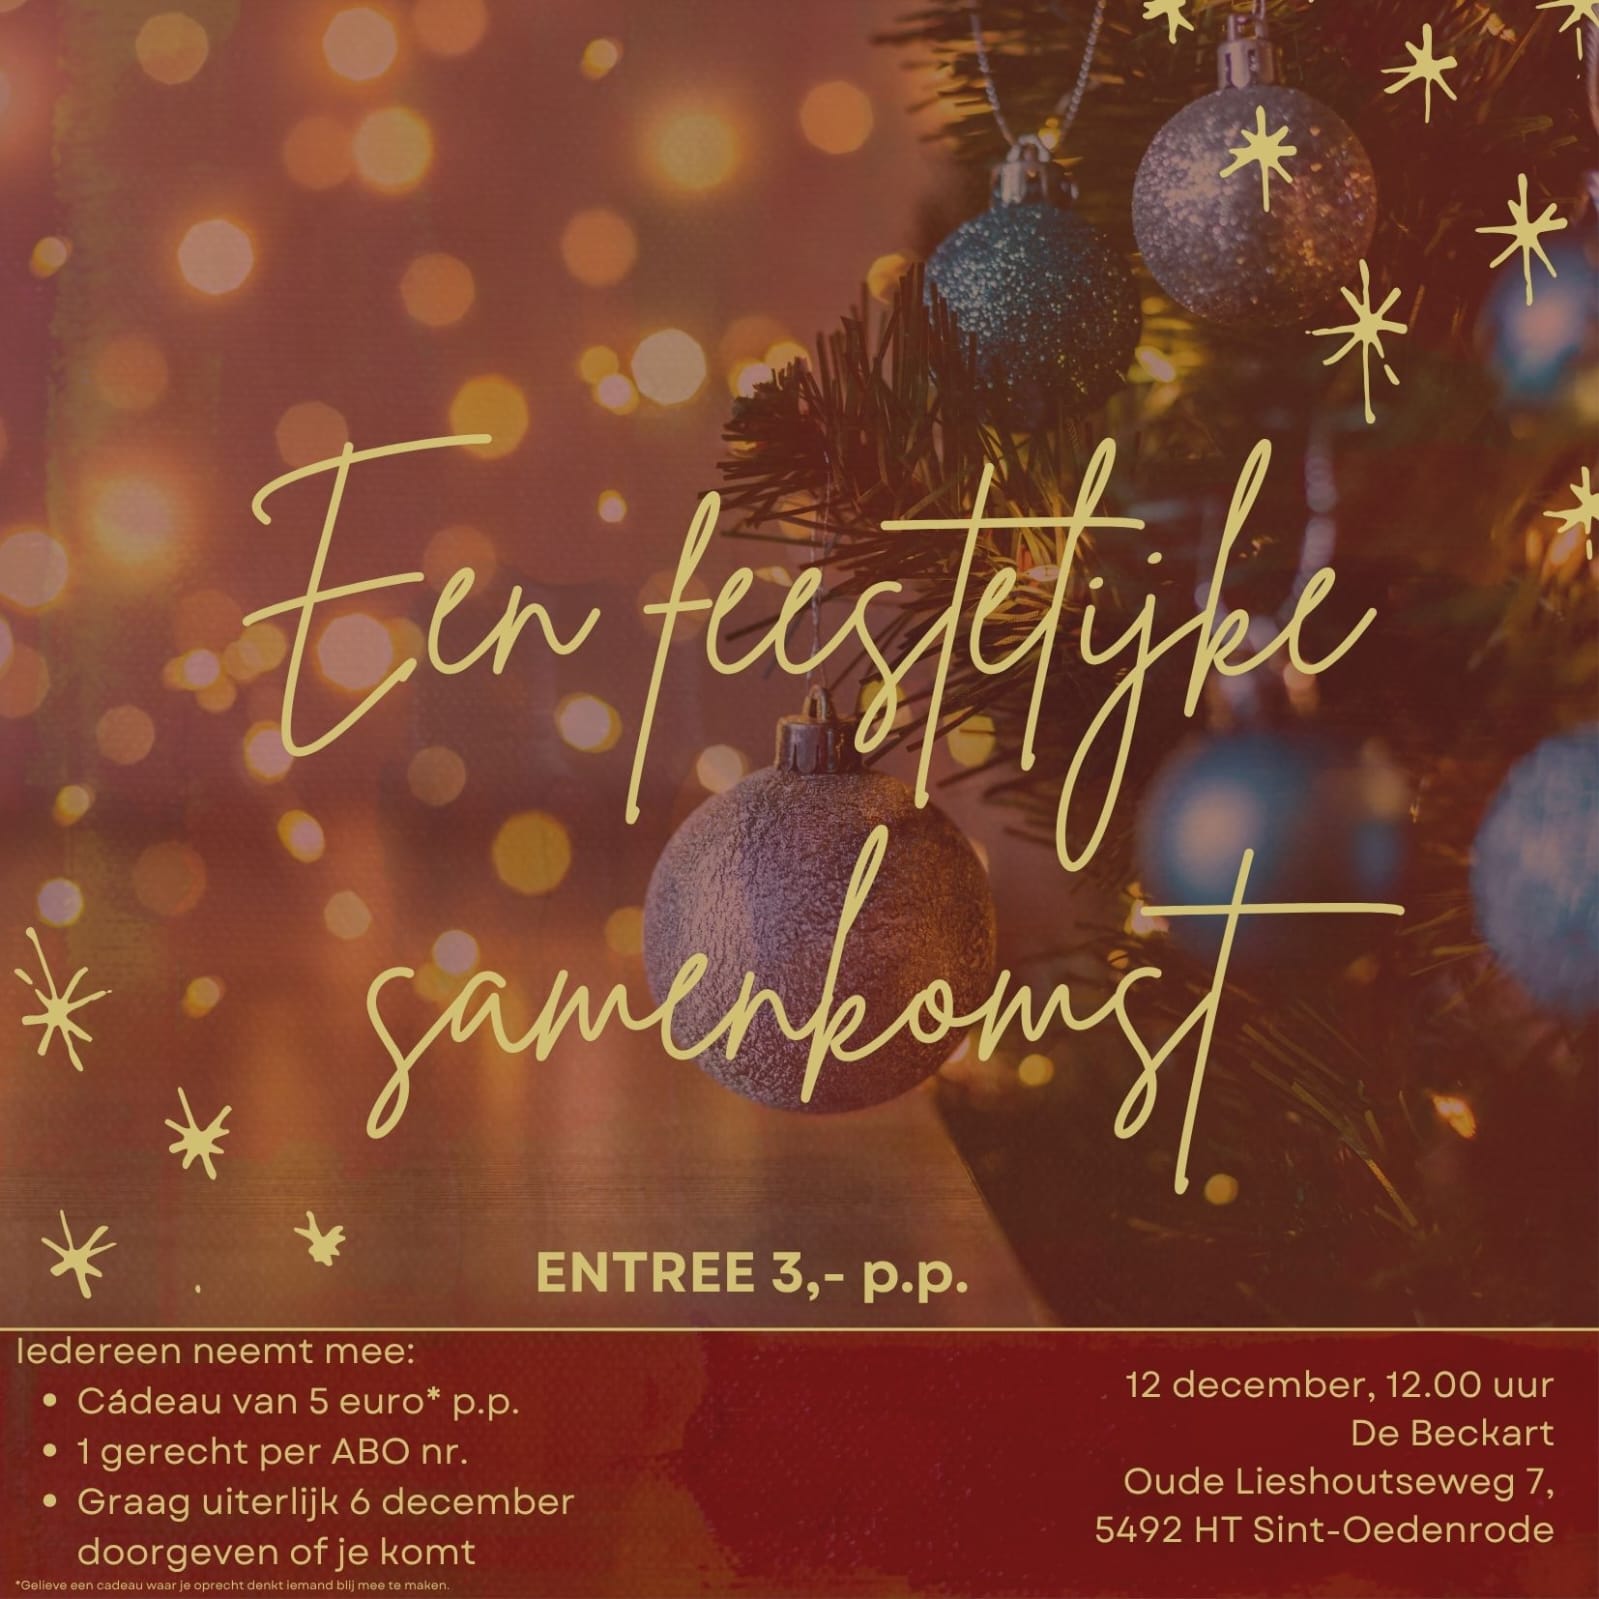 Een feestelijke
samenkomst
ENTREE 3,- p.p.
Iedereen neemt mee:
• Cádeau van 5 euro* p.p.
• 1 gerecht per ABO nr.
• Graag uiterlijk 6 december
doorgeven of je komt
*Gelieve een cadeau waar je oprecht denkt iemand blij mee te maken.
12 december, 12.00 uur
De Beckart
Oude Lieshoutseweg 7,
5492 HT Sint-Oedenrode